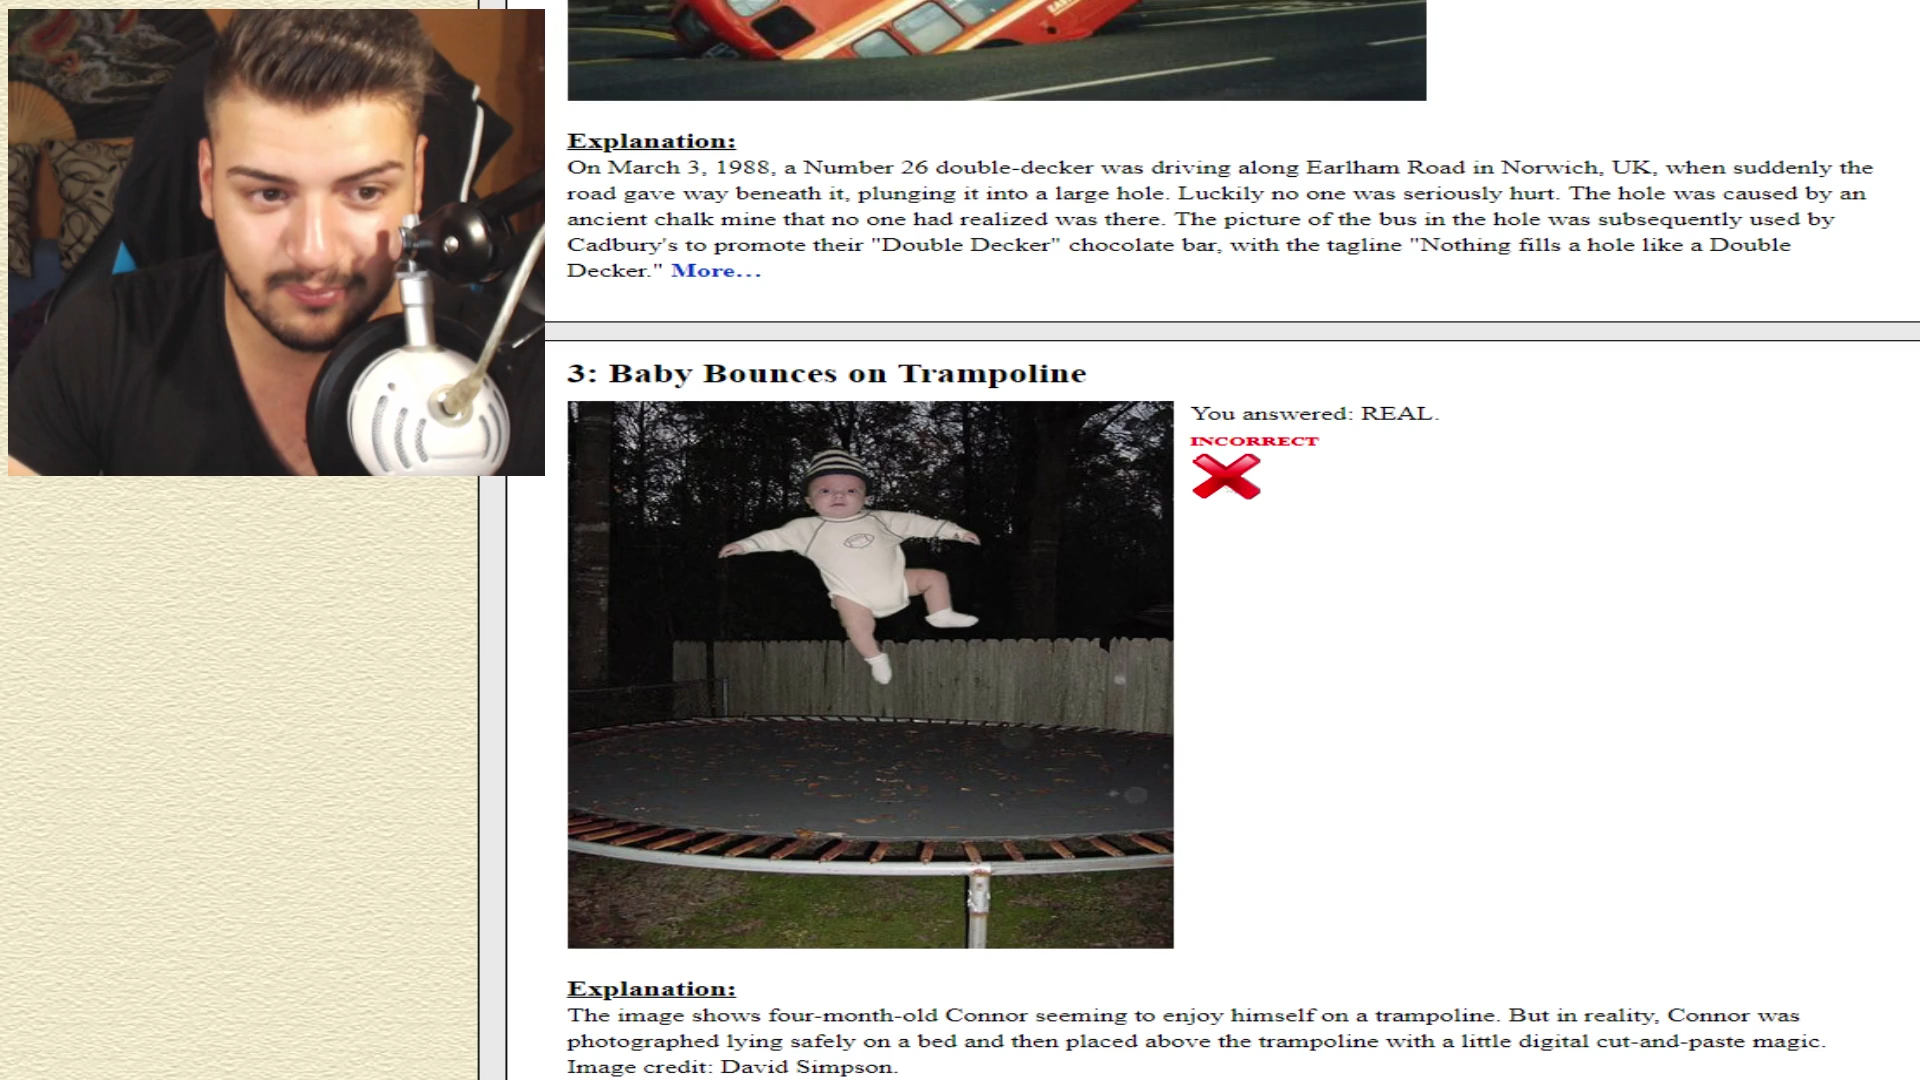 Explanation:
On March 3, 1988, a Number 26 double-decker was driving along Earlham Road in Norwich, UK, when suddenly the
road gave way beneath it, plunging it into a large hole. Luckily no one was seriously hurt. The hole was caused by an
ancient chalk mine that no one had realized was there. The picture of the bus in the hole was subsequently used by
Cadbury's to promote their "Double Decker" chocolate bar, with the tagline "Nothing fills a hole like a Double
Decker." More...
3: Baby Bounces on Trampoline
You answered: REAL.
INCORRECT
Explanation:
The image shows four-month-old Connor seeming to enjoy himself on a trampoline. But in reality, Connor was
photographed lying safely on a bed and then placed above the trampoline with a little digital cut-and-paste magic.
Image credit: David Simpson.